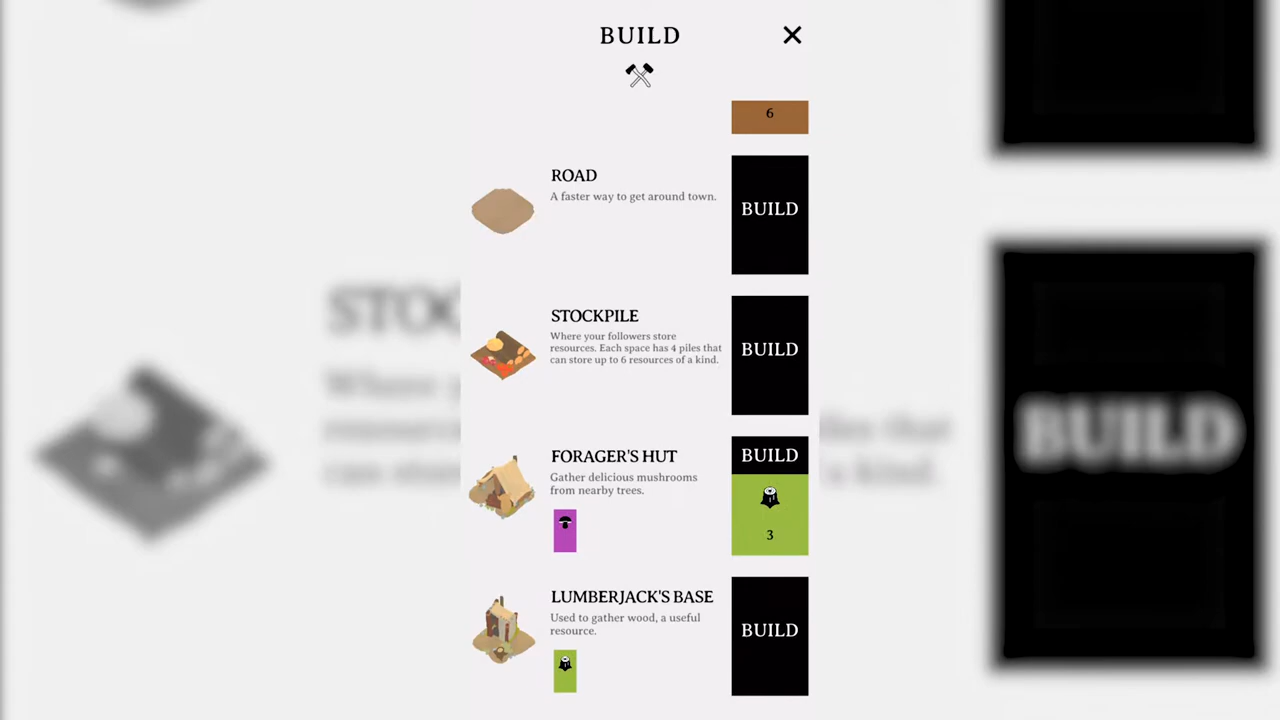 BUILD
6
ROAD
A faster way to get around town.
BUILD
STOCKPILE
Where your followers store
resources. Each space has 4 piles that
can store up to 6 resources of a kind.
BUILD
FORAGER'S HUT
Gather delicious mushrooms
from nearby trees.
BUILD
3
LUMBERJACK'S BASE
Used to gather wood, a useful
resource.
BUILD
BUILD